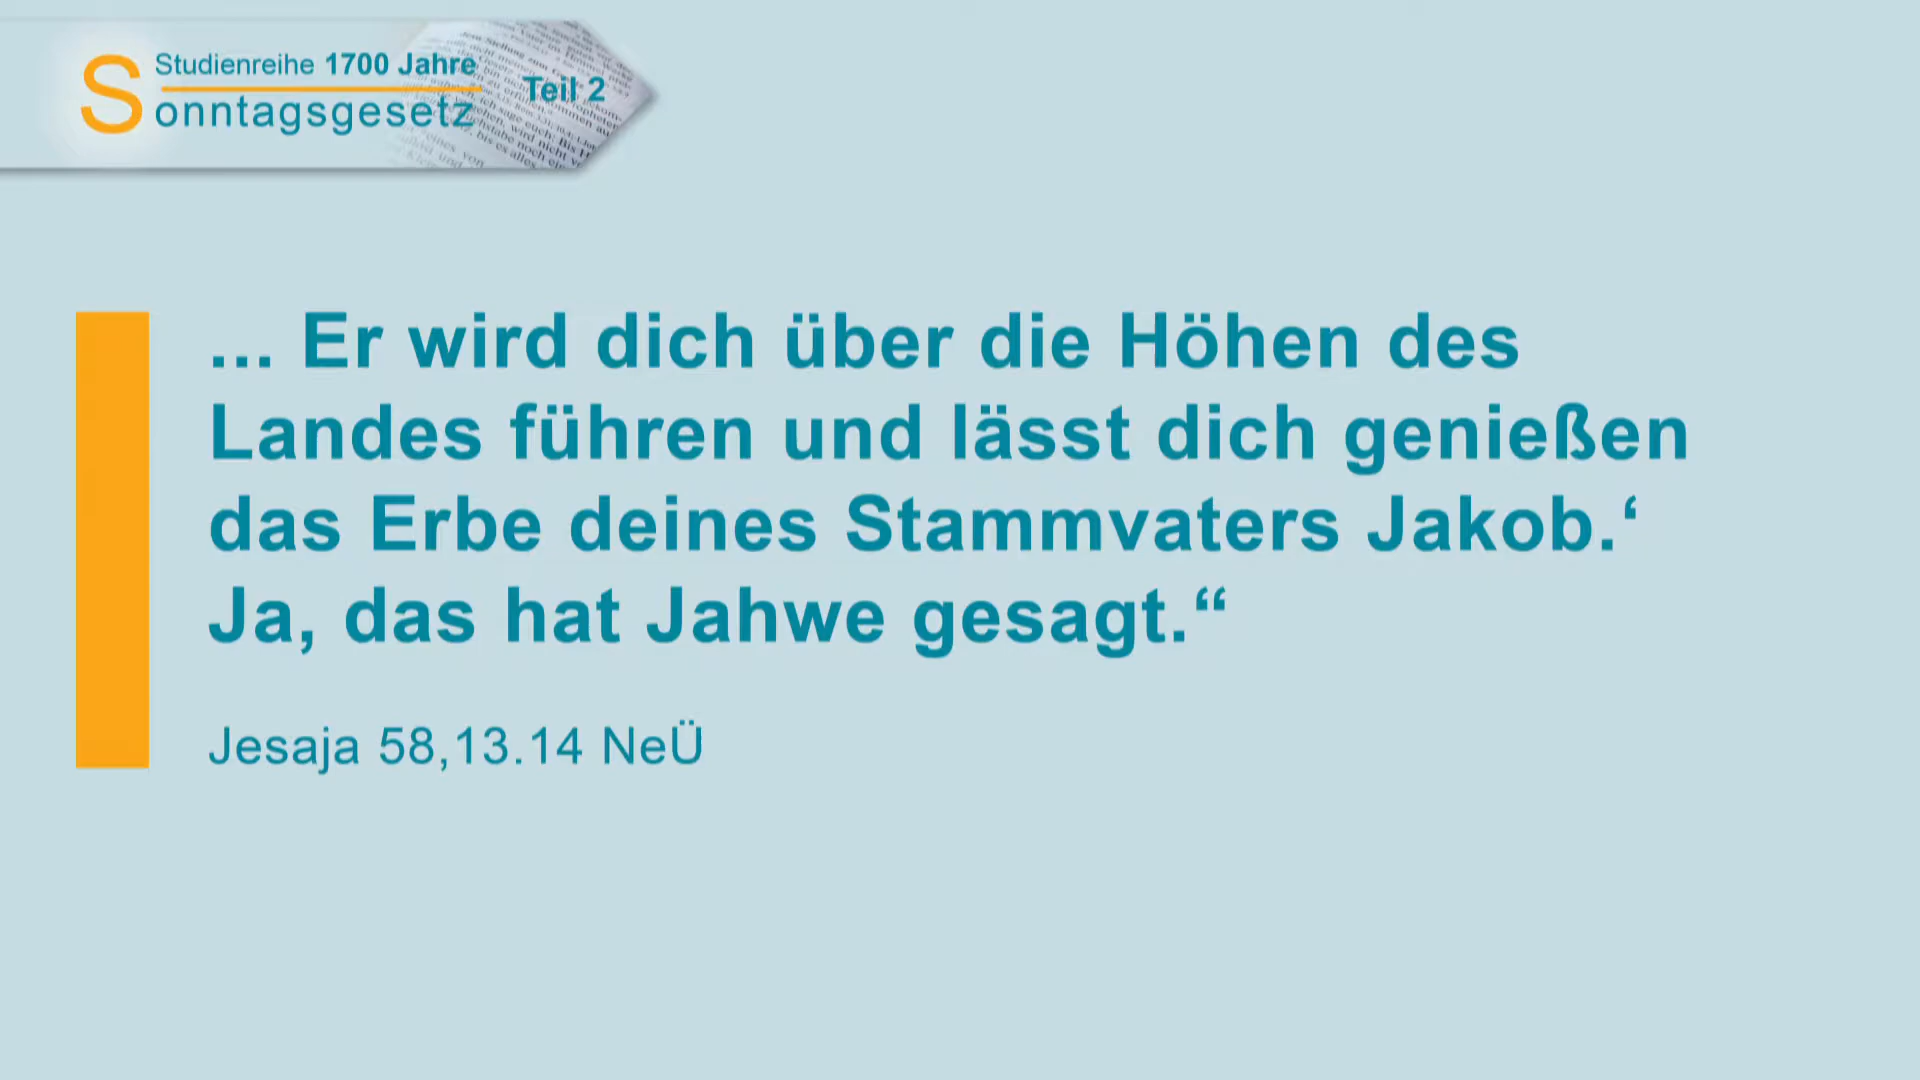 Studienreihe 1700 Jahre
Sonntagsgesetz
Teil 2
... Er wird dich über die Höhen des
Landes führen und lässt dich genießen
das Erbe deines Stammvaters Jakob.‘
Ja, das hat Jahwe gesagt.“
Jesaja 58,13.14 NeÜ